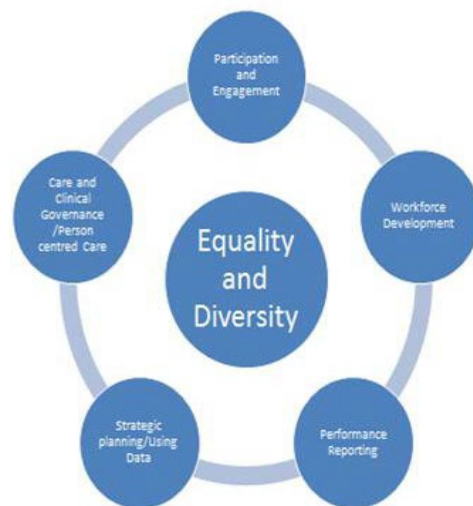 Participation
and
Engagement
Care and
Clinical
Governance
/Person
centred Care
Workforce
Development
Equality
and
Diversity
Strategic
planning/Using
Data
Performance
Reporting